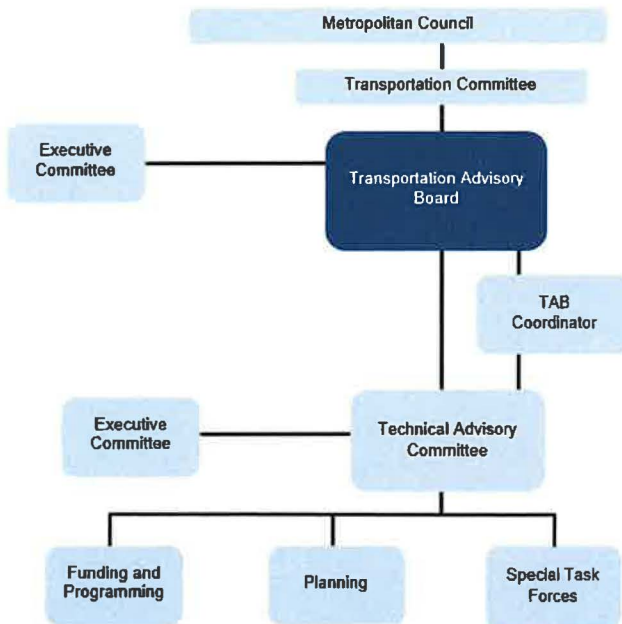 Metropolitan Council
Transportation Committee
Executive
Committee
Transportation Advisory
Board
TAB
Coordinator
Executive
Committee
Technical Advisory
Committee
Funding and
Programming
Planning
Special Task
Forces